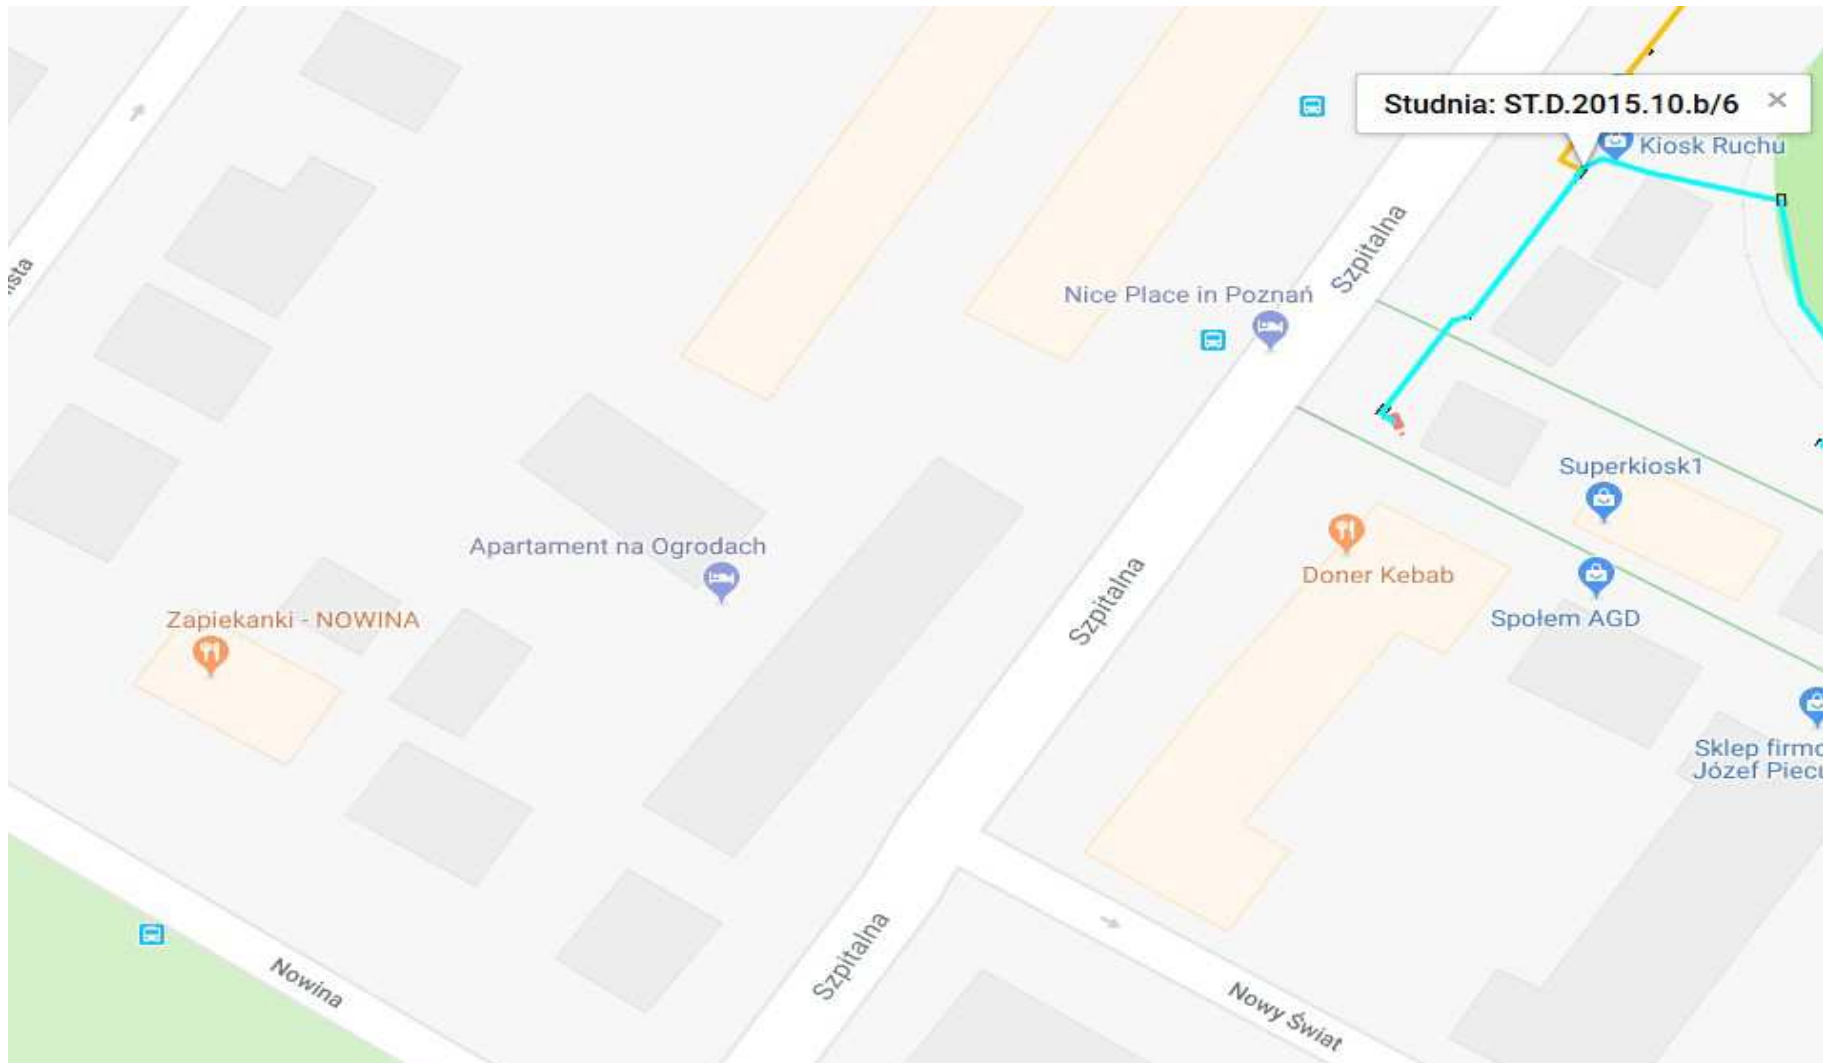 Studnia: ST.D.2015.10.b/6 ×
Kiosk Ruchu
Szpitalna
Nice Place in Poznań
Superkiosk1
Apartament na Ogrodach
Doner Kebab
Szpitalna
Społem AGD
Zapiekanki - NOWINA
Sklep firmo
Józef Piecu
Szpitalna
Nowina
Nowy Świat